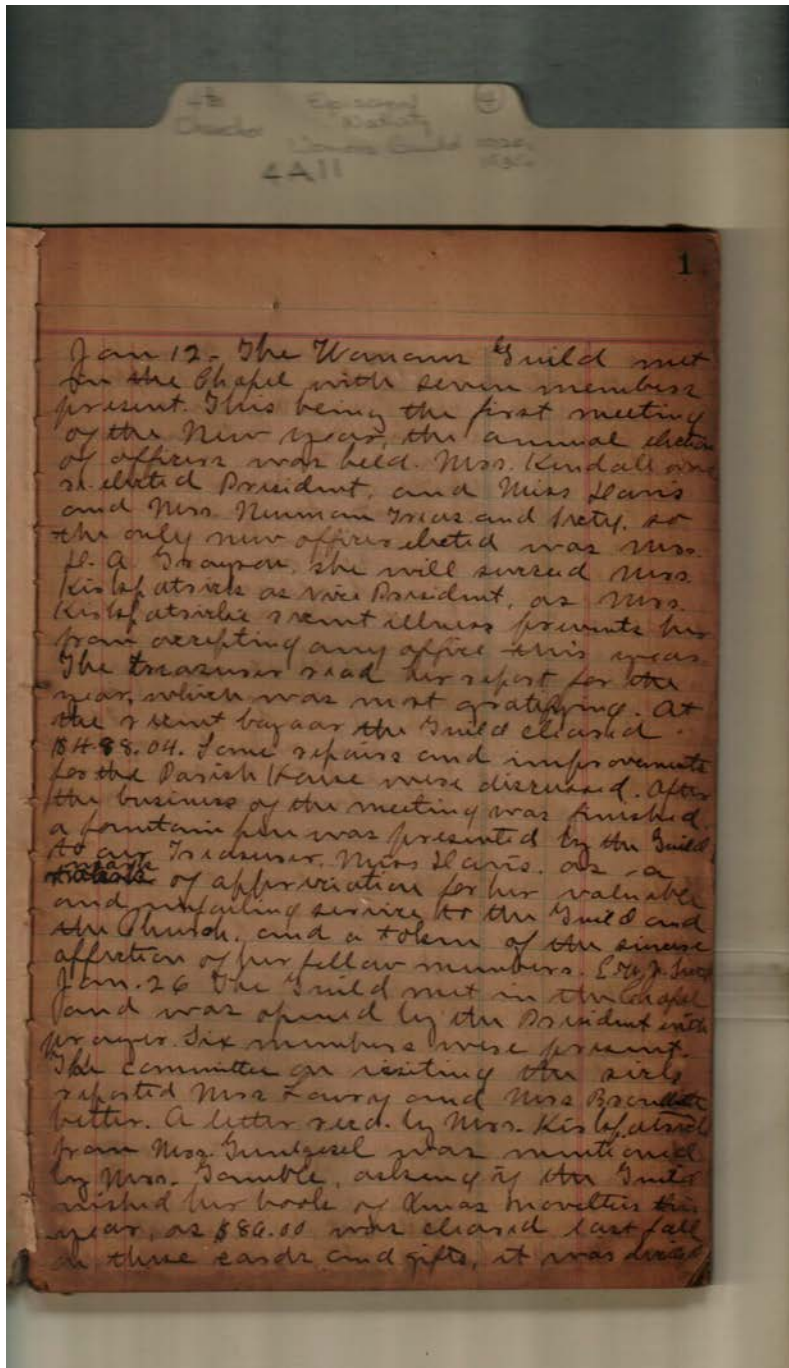 Episcopal
Nativity
4A11
1
Jan 12 - The Womans Guild met
in the Chapel with seven members
present. This being the first meeting
of the New year, the annual election
of officers was held. Mrs. Kendall was
re-elected President, and Miss Davis
and Mrs. Neuman Treas. and Secty. so
the only new officer elected was Mrs.
D. A. Grayson, she will succeed Mrs.
Kirkpatrick as Vice President, as Mrs.
Kirkpatricks recent illness prevents her
from accepting any office this year.
The treasurer read her report for the
year, which was most gratifying. At
the recent bazaar the Guild cleared
$488.04. Some repairs and improvements
for the Parish House were discussed. After
the business of the meeting was finished
a fountain pen was presented by the Guild
to our Treasurer, Miss Davis. as a
mark of appreciation for her valuable
and unfailing service to the Guild and
the Church, and a token of the sincere
affection of her fellow members.
Jan. 26 The Guild met in the Chapel
and was opened by the President with
prayer. Six members were present.
The committee on visiting the sick
reported Mrs Lowry and Mrs
better. A letter recd. by Mrs. Kirkpatrick
from Mrs. was mentioned
by Mrs. Gamble, asking if the Guild
wished her book of Xmas novelties this
year, as $86.00 was cleared last fall
on these cards and gifts, it was decided